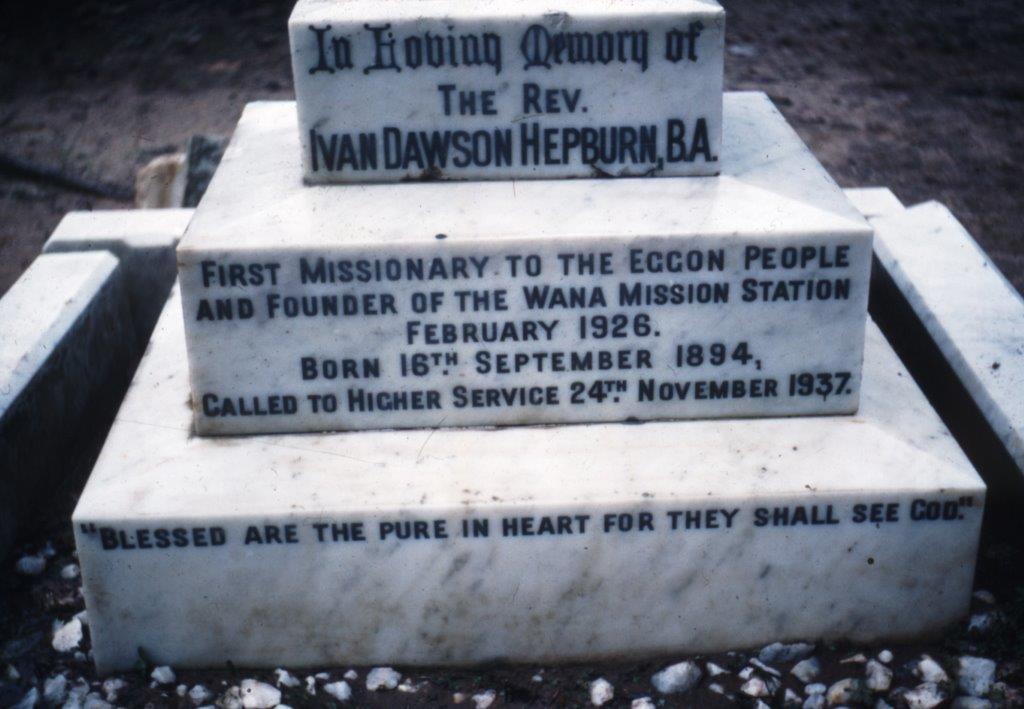 In Loving Memory of
THE REV.
IVAN DAWSON HEPBURN, B.A.
FIRST MISSIONARY TO THE EGGON PEOPLE
AND FOUNDER OF THE WANA MISSION STATION
FEBRUARY 1926.
BORN 16TH. SEPTEMBER 1894,
CALLED TO HIGHER SERVICE 24TH. NOVEMBER 1937.
"BLESSED ARE THE PURE IN HEART FOR THEY SHALL SEE GOD."